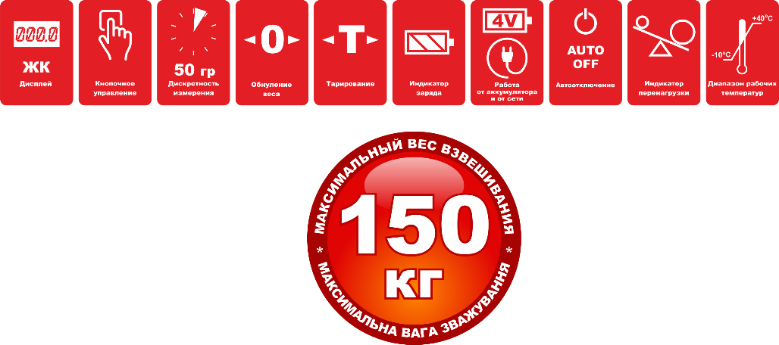 000,0
ЖК
Дисплей
Кнопочное
управление
50 гр
Дискретность
измерения
0
Обнуление
веса
Т
Тарирование
Индикатор
заряда
4V
Работа
от аккумулятора
и от сети
AUTO
OFF
Автоотключение
Индикатор
перенагрузки
+40°C
-10°C
Диапазон рабочих
температур
МАКСИМАЛЬНЫЙ ВЕС ВЗВЕШИВАНИЯ
150
кг
* МАКСИМАЛЬНА ВАГА ЗВАЖУВАННЯ *